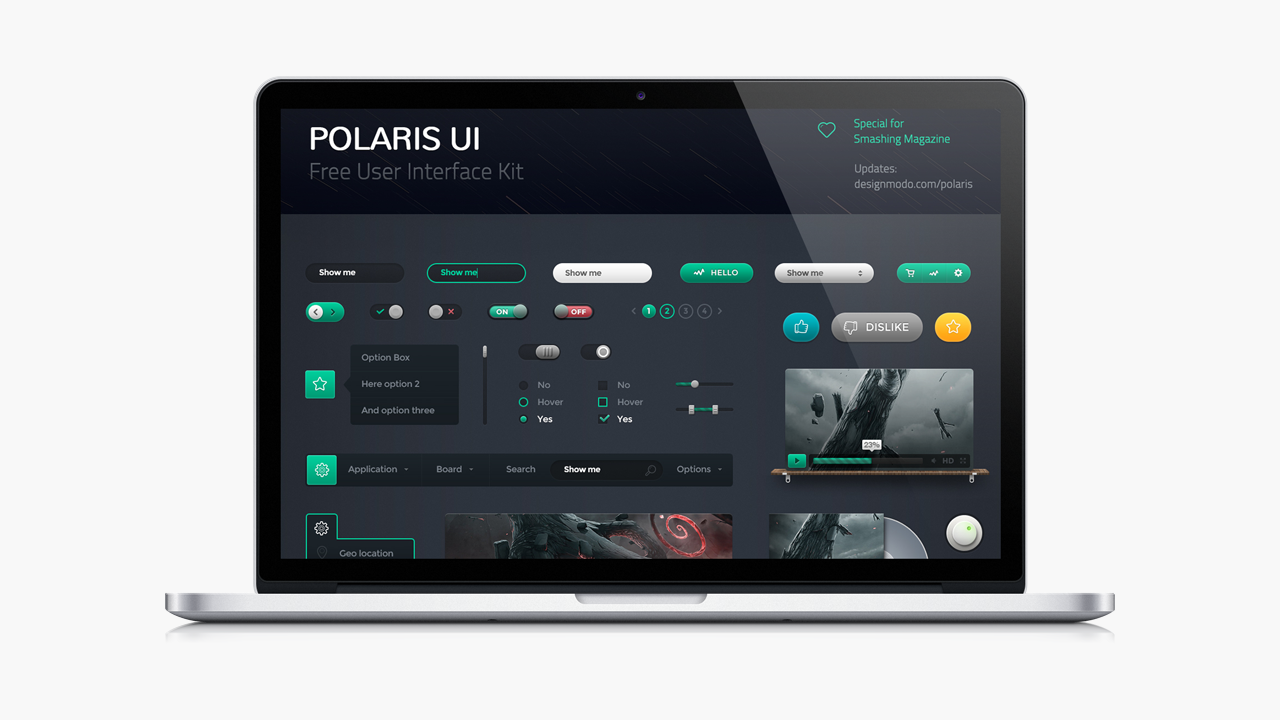 POLARIS UI
Free User Interface Kit
Special for
Smashing Magazine
Updates:
designmodo.com/polaris
Show me
Show me
Show me
HELLO
Show me
ON
OFF
1 2 3 4
DISLIKE
Option Box
Here option 2
And option three
No
Hover
Yes
No
Hover
Yes
23%
HD
Application
Board
Search
Show me
Options
Geo location